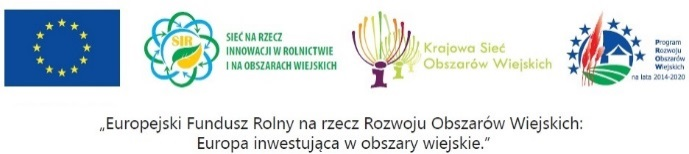 SIR
SIEĆ NA RZECZ
INNOWACJI W ROLNICTWIE
I NA OBSZARACH WIEJSKICH
Krajowa Sieć
Obszarów Wiejskich
Program
Rozwoju
Obszarów
Wiejskich
na lata 2014-2020
„Europejski Fundusz Rolny na rzecz Rozwoju Obszarów Wiejskich:
Europa inwestująca w obszary wiejskie.”